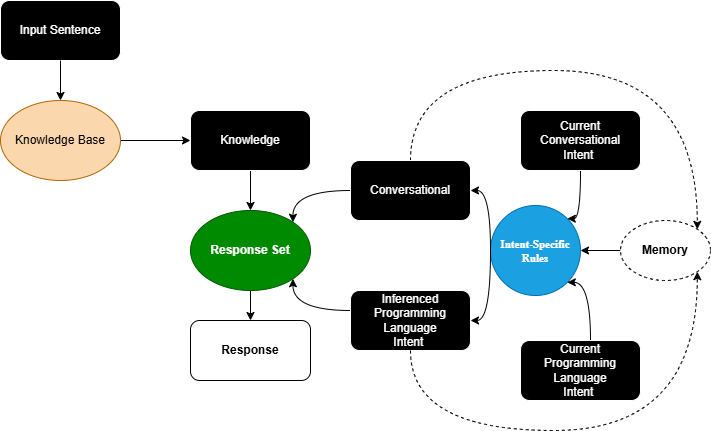 Input Sentence
Knowledge Base
Knowledge
Current
Conversational
Intent
Conversational
Response Set
Intent-Specific
Rules
Memory
Inferenced
Programming
Language
Intent
Response
Current
Programming
Language
Intent